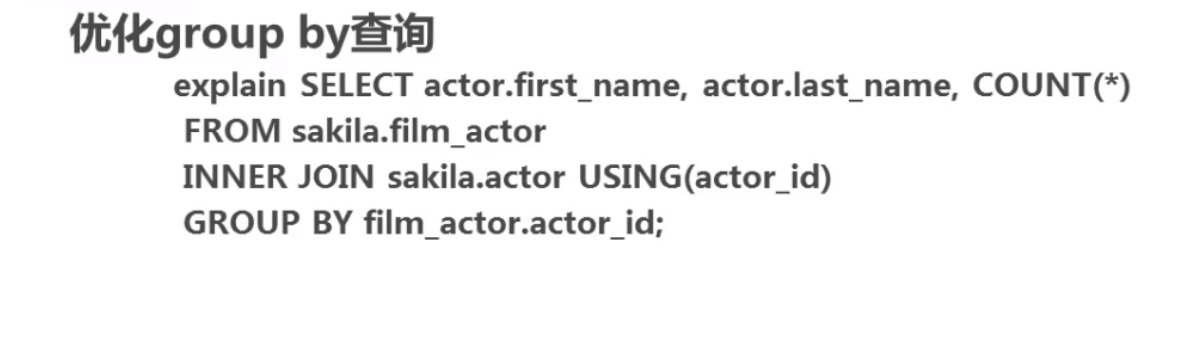 优化group by查询
explain SELECT actor.first_name, actor.last_name, COUNT(*)
FROM sakila.film_actor
INNER JOIN sakila.actor USING(actor_id)
GROUP BY film_actor.actor_id;